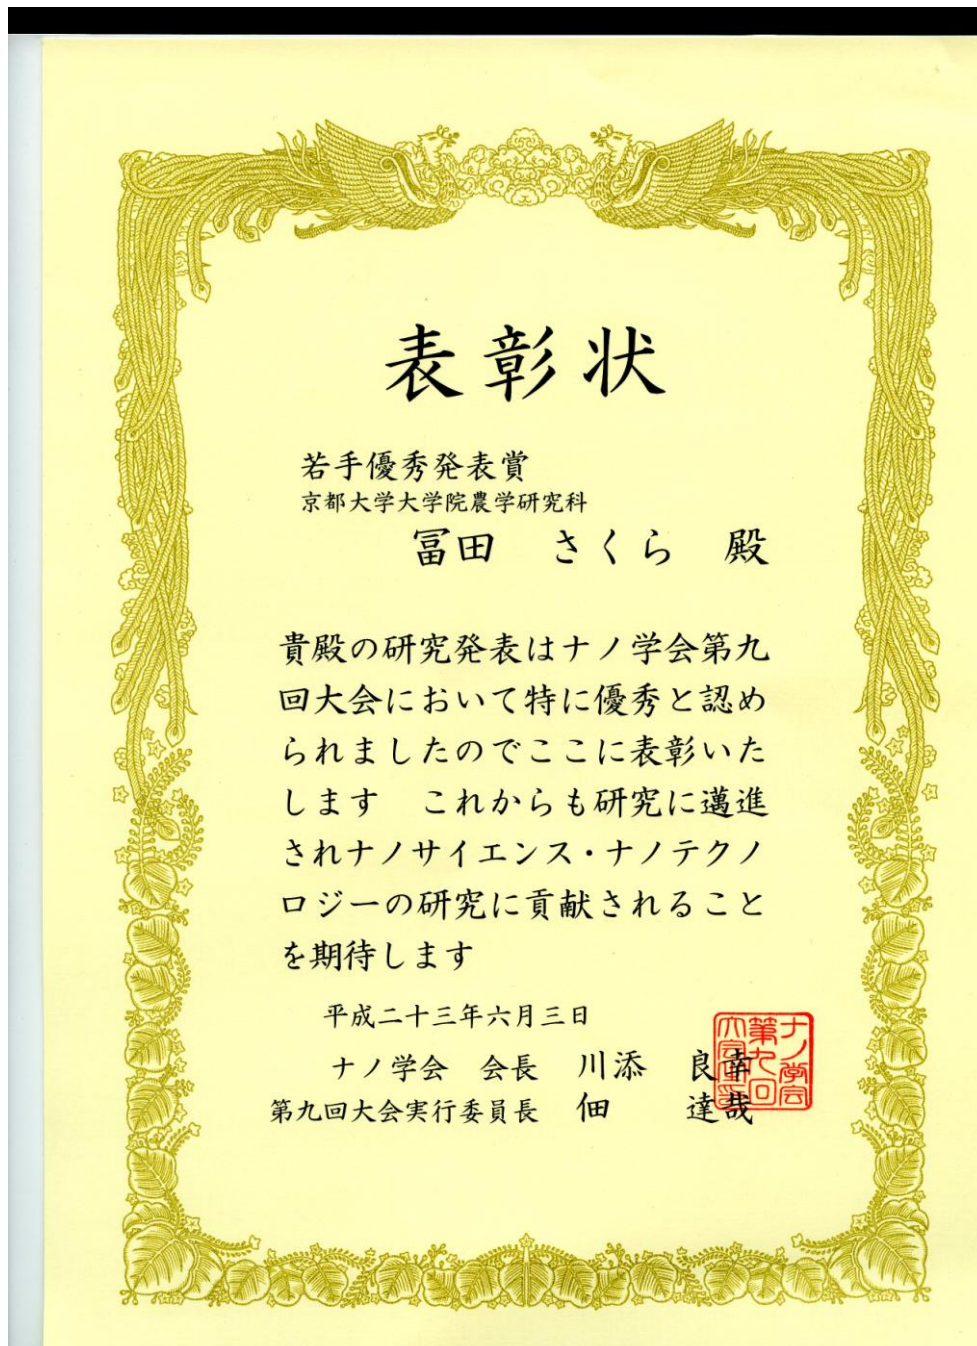 表彰状
若手優秀発表賞
京都大学大学院農学研究科
冨田　さくら　殿
貴殿の研究発表はナノ学会第九
回大会において特に優秀と認め
られましたのでここに表彰いた
します　これからも研究に邁進
されナノサイエンス・ナノテクノ
ロジーの研究に貢献されること
を期待します
平成二十三年六月三日
ナノ学会　会長　川添　良幸
第九回大会実行委員長　佃　達哉
ナノ学会
第九回